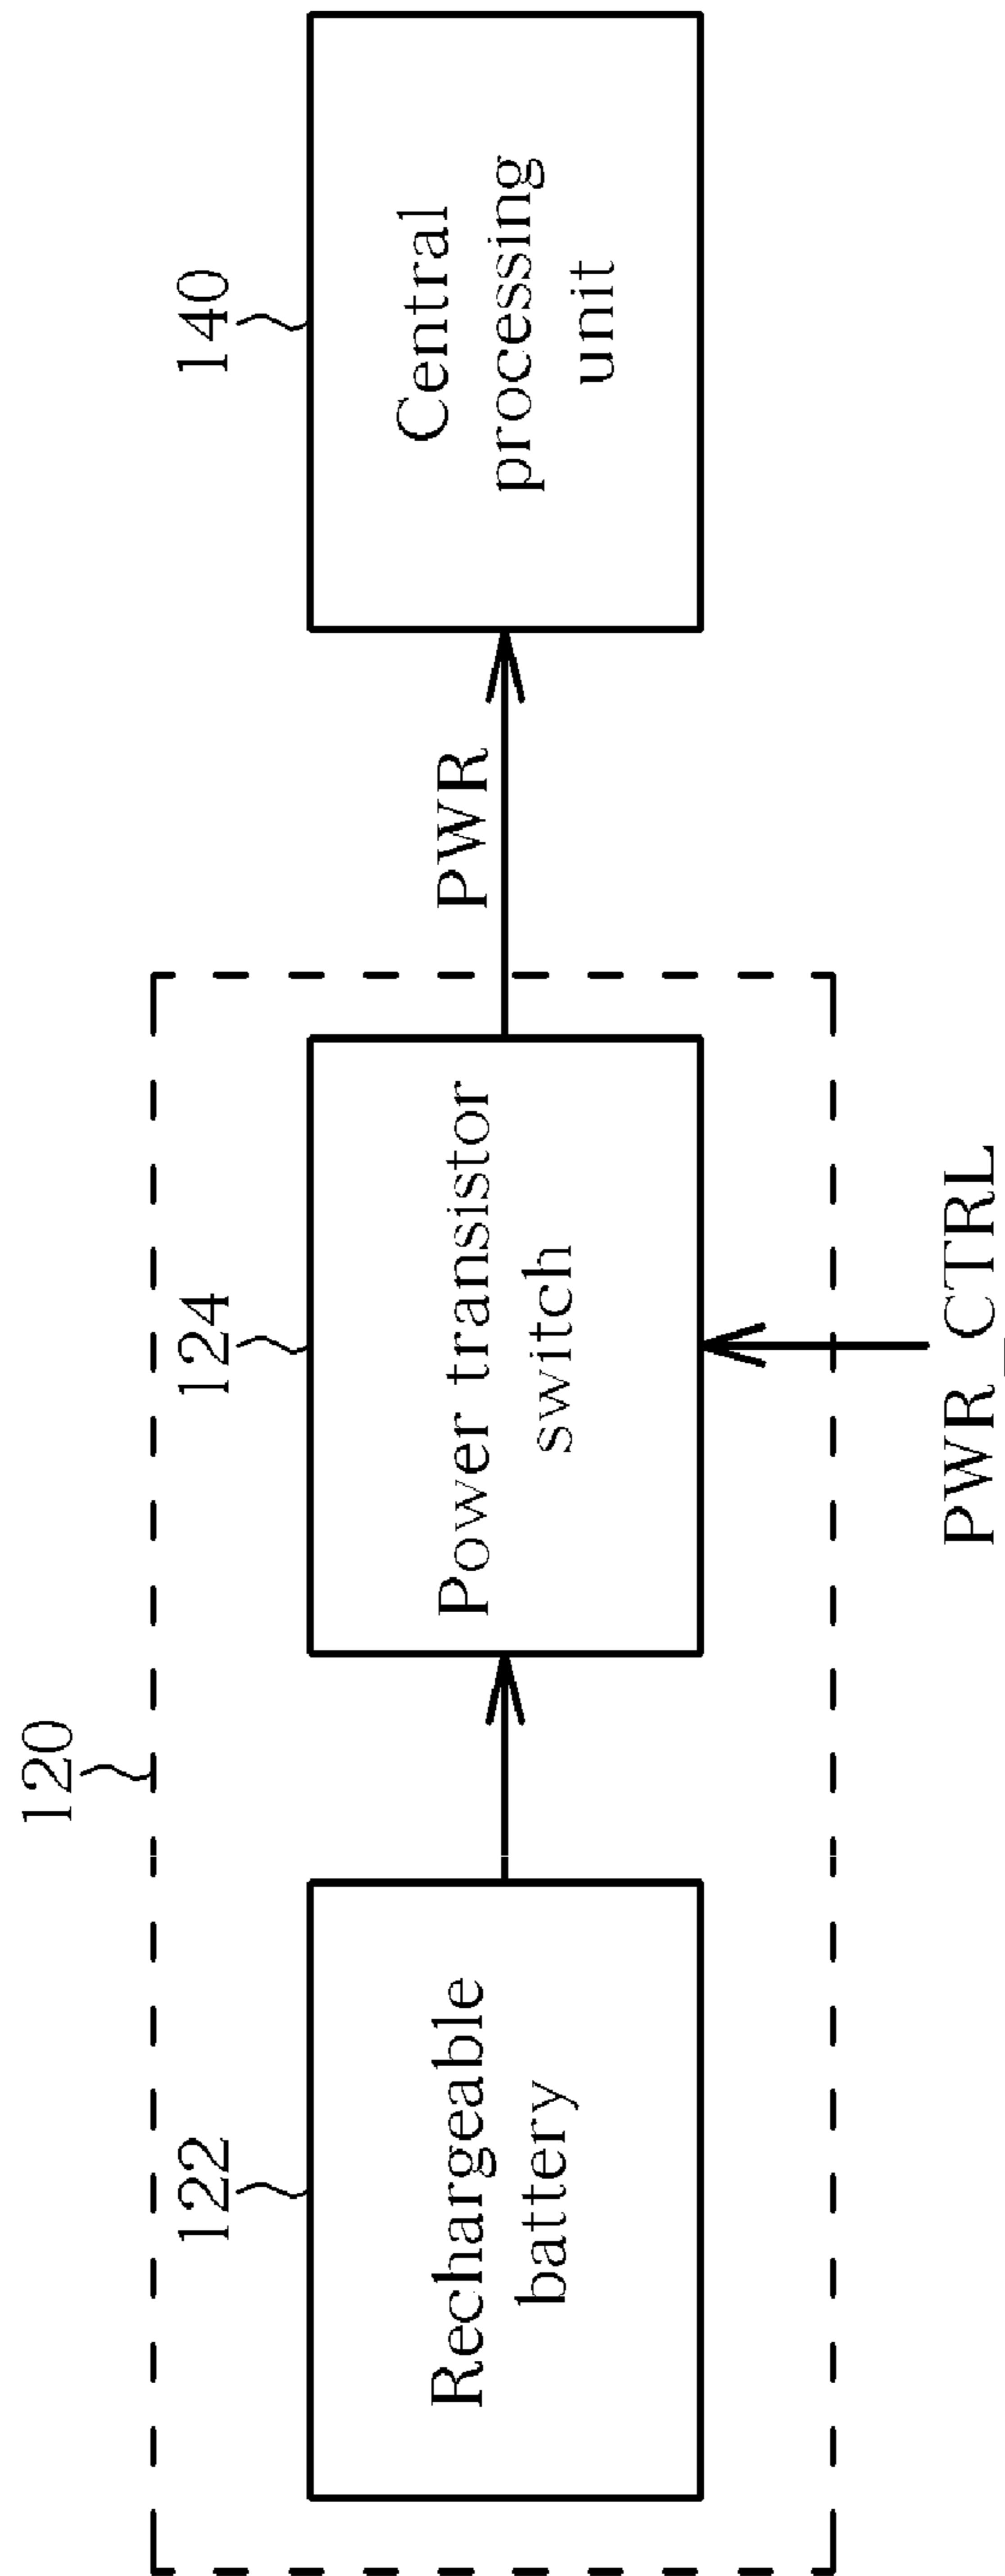 120
122
124
140
Rechargeable
battery
Power transistor
switch
PWR
Central
processing
unit
PWR_CTRL